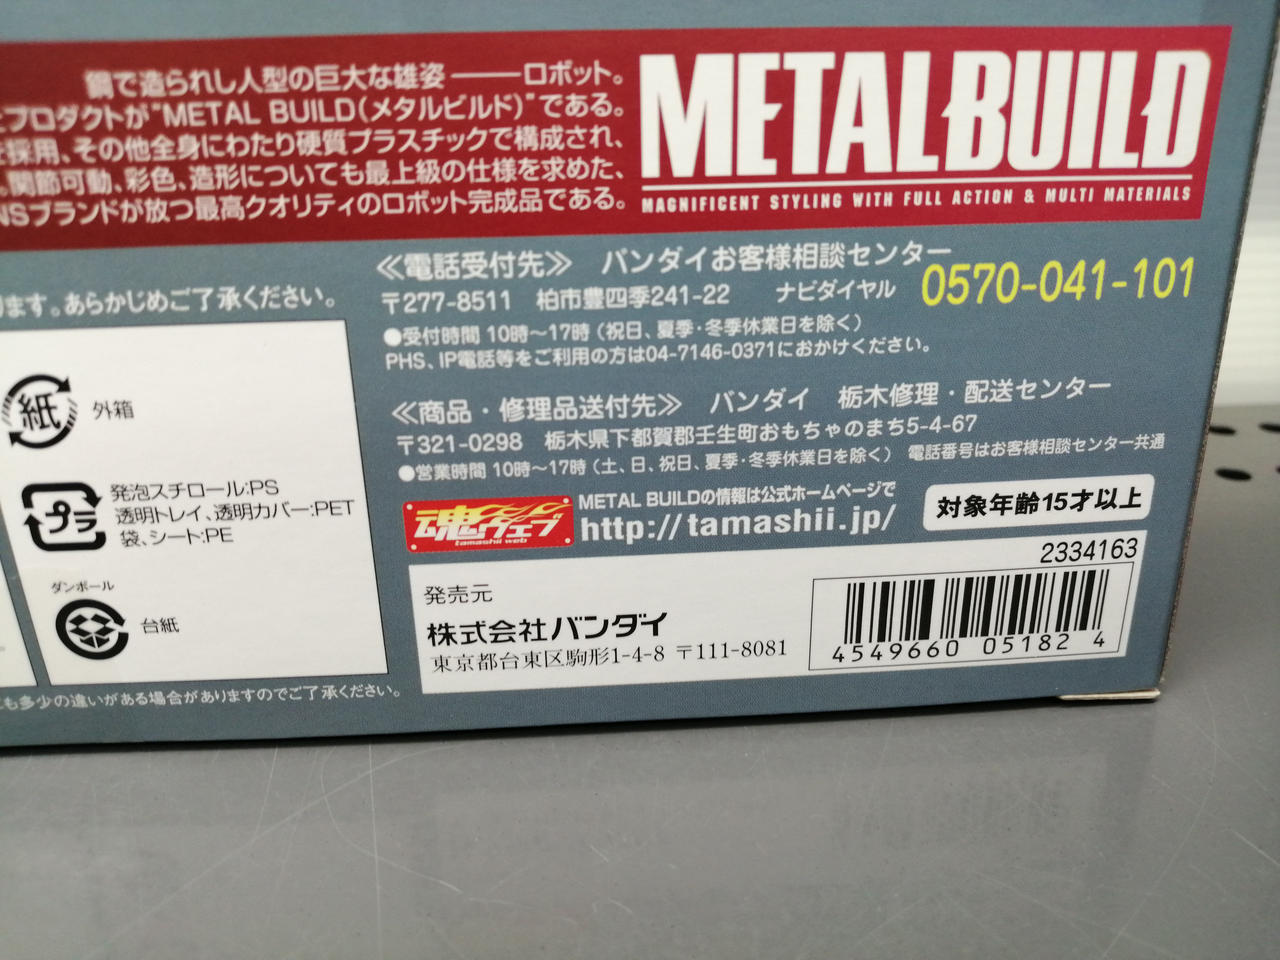 鋼で造られし人型の巨大な雄姿――ロボット。
プロダクトが"METAL BUILD(メタルビルド)"である。
採用、その他全身にわたり硬質プラスチックで構成され、
関節可動、彩色、造形についても最上級の仕様を求めた、
NSブランドが放つ最高クオリティのロボット完成品である。
METAL BUILD
MAGNIFICENT STYLING WITH FULL ACTION & MULTI MATERIALS
ります。あらかじめご了承ください。
≪電話受付先≫ バンダイお客様相談センター
〒277-8511 柏市豊四季241-22 ナビダイヤル 0570-041-101
●受付時間 10時~17時(祝日、夏季・冬季休業日を除く)
PHS、IP電話等をご利用の方は04-7146-0371におかけください。
≪商品・修理品送付先≫ バンダイ 栃木修理・配送センター
〒321-0298 栃木県下都賀郡壬生町おもちゃのまち5-4-67
●営業時間 10時~17時(土、日、祝日、夏季・冬季休業日を除く) 電話番号はお客様相談センター共通
紙 外箱
プラ
発泡スチロール:PS
透明トレイ、透明カバー:PET
袋、シート:PE
ダンボール
台紙
も多少の違いがある場合がありますのでご了承ください。
魂ウェブ
tamashii web
METAL BUILDの情報は公式ホームページで
http://tamashii.jp/
対象年齢15才以上
発売元
株式会社バンダイ
東京都台東区駒形1-4-8 〒111-8081
2334163
4549660 051824